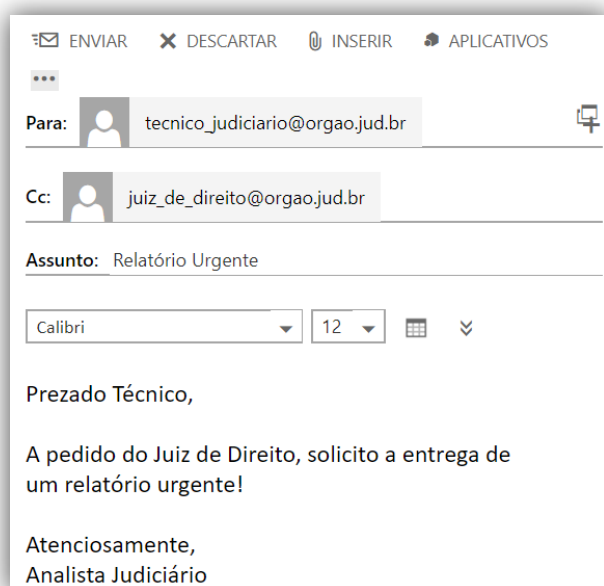 ENVIAR DESCARTAR INSERIR APLICATIVOS
...
Para: tecnico_judiciario@orgao.jud.br
Cc: juiz_de_direito@orgao.jud.br
Assunto: Relatório Urgente
Calibri 12
Prezado Técnico,
A pedido do Juiz de Direito, solicito a entrega de
um relatório urgente!
Atenciosamente,
Analista Judiciário